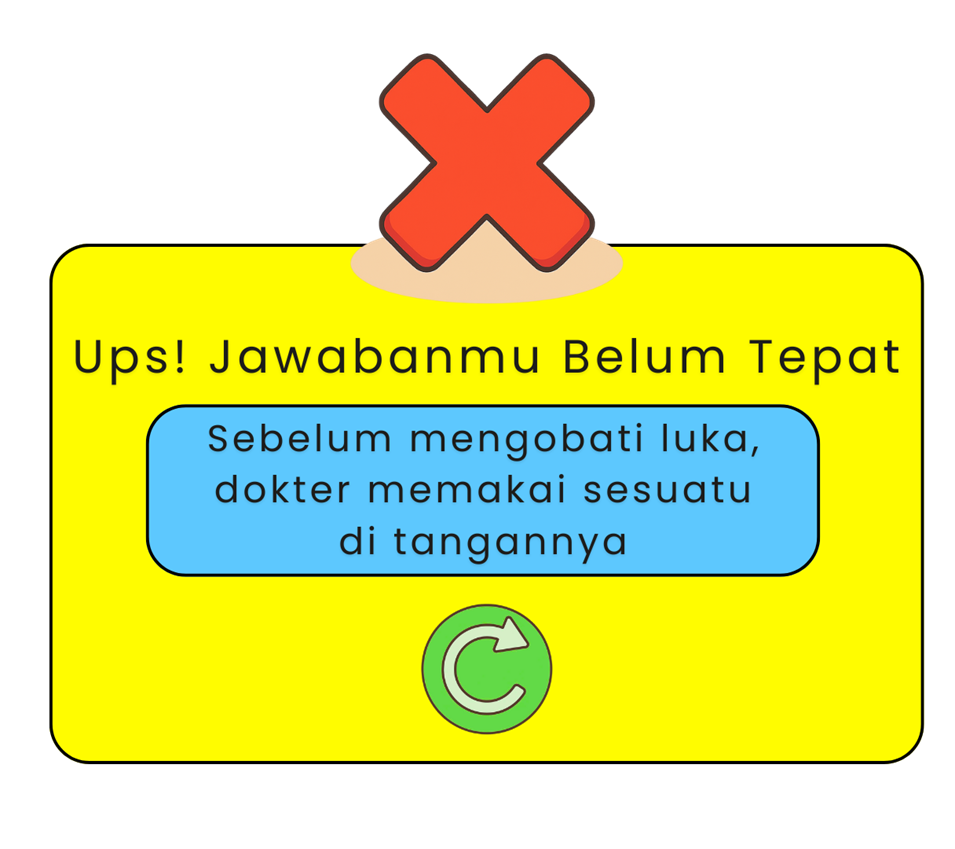 Ups! Jawabanmu Belum Tepat
Sebelum mengobati luka,
dokter memakai sesuatu
di tangannya